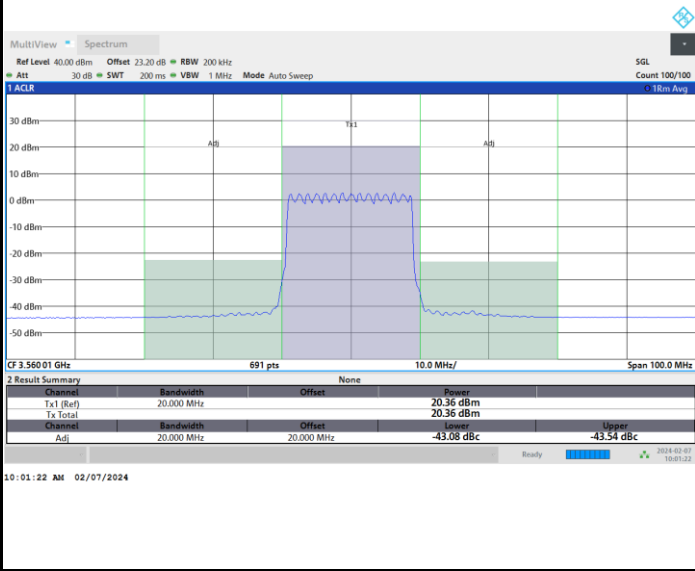 MultiView Spectrum
Ref Level 40.00 dBm Offset 23.20 dB RBW 200 kHz SGL
Att 30 dB SWT 200 ms VBW 1 MHz Mode Auto Sweep Count 100/100
1 ACLR 1Rm Avg
30 dBm
Tx1
20 dBm Adj Adj
10 dBm
0 dBm
-10 dBm
-20 dBm
-30 dBm
-40 dBm
-50 dBm
CF 3.56001 GHz 691 pts 10.0 MHz/ Span 100.0 MHz
2 Result Summary None
Channel Bandwidth Offset Power
Tx1 (Ref) 20.000 MHz 20.36 dBm
Tx Total 20.36 dBm
Channel Bandwidth Offset Lower Upper
Adj 20.000 MHz 20.000 MHz -43.08 dBc -43.54 dBc
Ready 2024-02-07
10:01:22
10:01:22 AM 02/07/2024